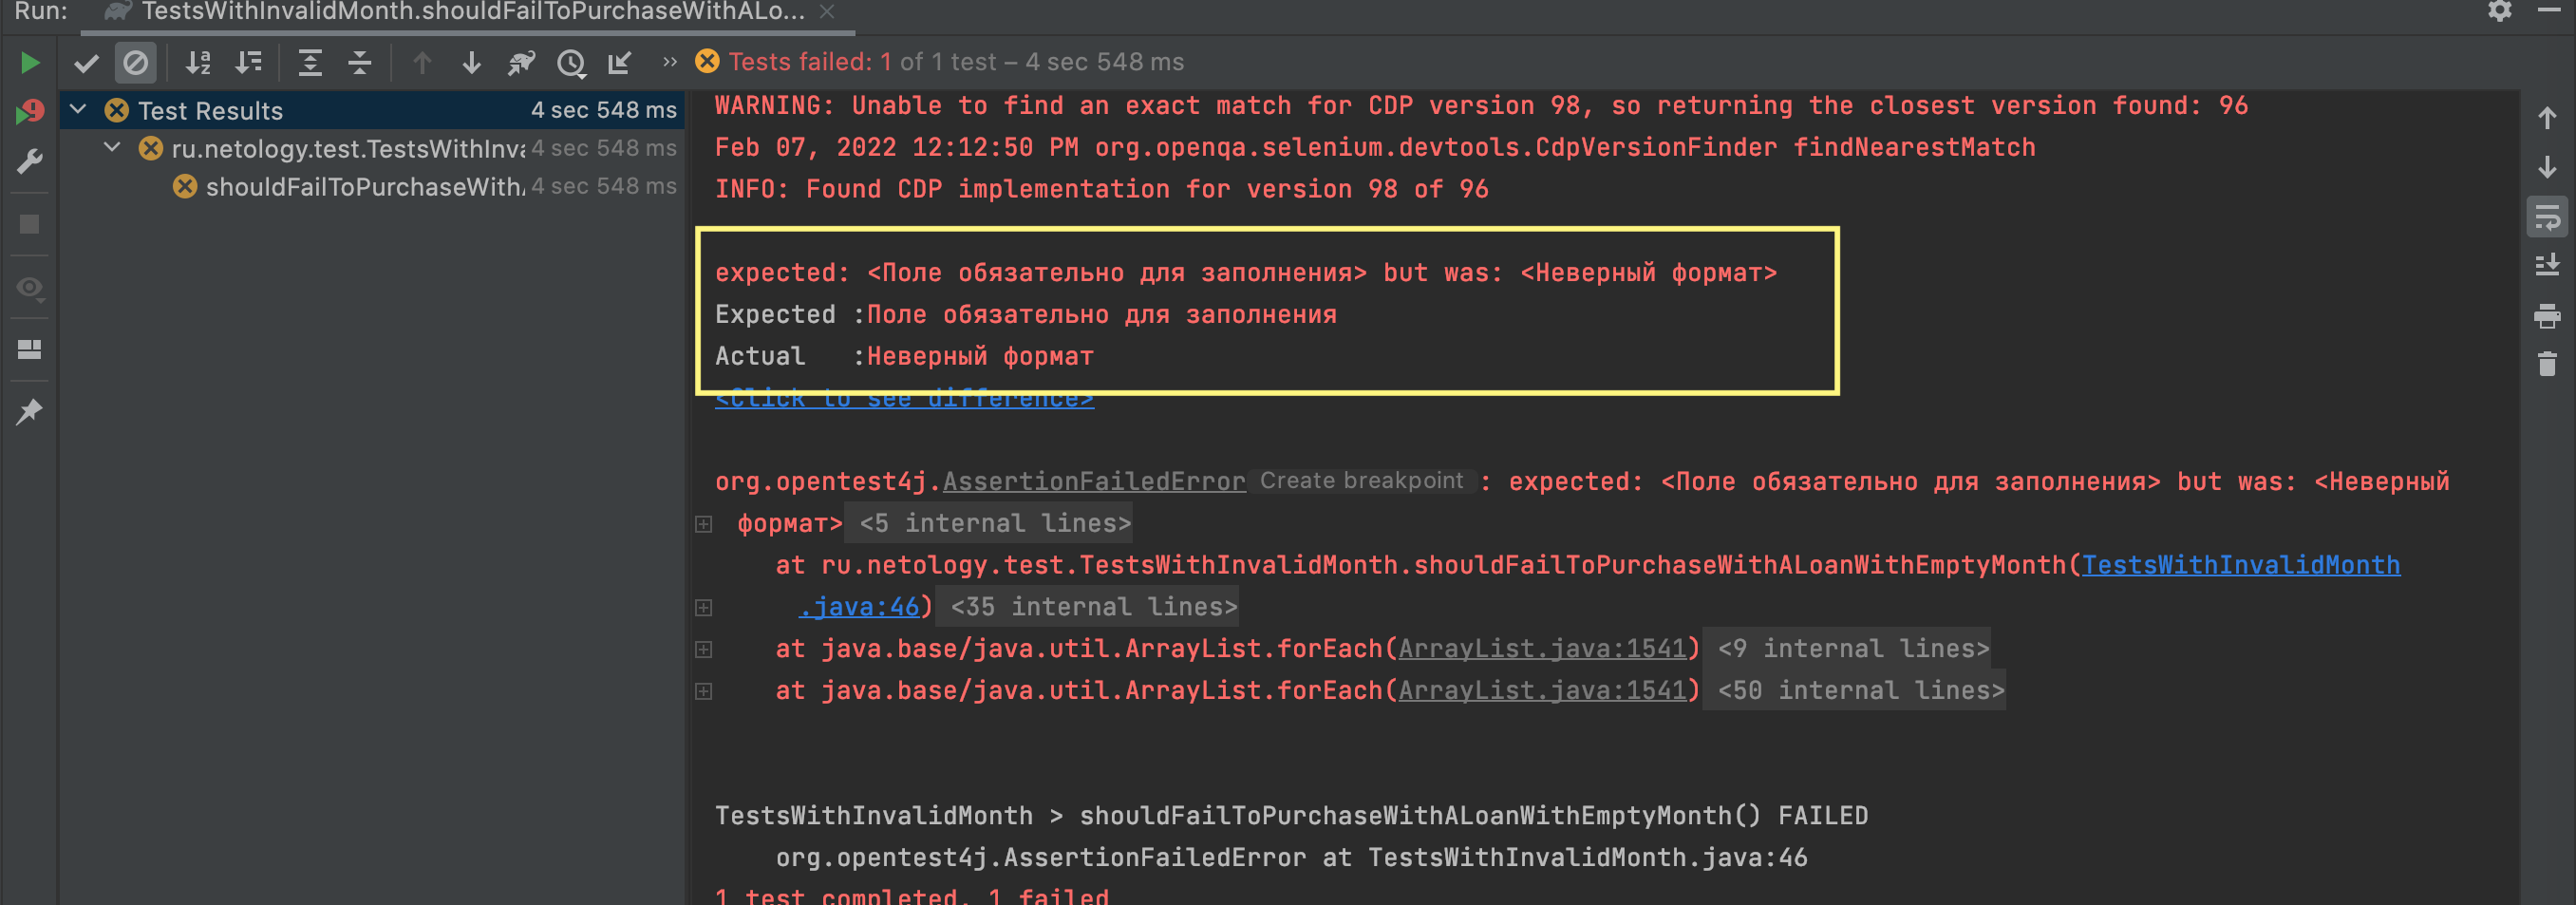 Run: TestsWithInvalidMonth.shouldFailToPurchaseWithALo...
Tests failed: 1 of 1 test – 4 sec 548 ms
Test Results 4 sec 548 ms
ru.netology.test.TestsWithInv 4 sec 548 ms
shouldFailToPurchaseWith 4 sec 548 ms
WARNING: Unable to find an exact match for CDP version 98, so returning the closest version found: 96
Feb 07, 2022 12:12:50 PM org.openqa.selenium.devtools.CdpVersionFinder findNearestMatch
INFO: Found CDP implementation for version 98 of 96
expected: <Поле обязательно для заполнения> but was: <Неверный формат>
Expected :Поле обязательно для заполнения
Actual   :Неверный формат
<Click to see difference>
org.opentest4j.AssertionFailedError Create breakpoint : expected: <Поле обязательно для заполнения> but was: <Неверный
формат> <5 internal lines>
at ru.netology.test.TestsWithInvalidMonth.shouldFailToPurchaseWithALoanWithEmptyMonth(TestsWithInvalidMonth
.java:46) <35 internal lines>
at java.base/java.util.ArrayList.forEach(ArrayList.java:1541) <9 internal lines>
at java.base/java.util.ArrayList.forEach(ArrayList.java:1541) <50 internal lines>
TestsWithInvalidMonth > shouldFailToPurchaseWithALoanWithEmptyMonth() FAILED
org.opentest4j.AssertionFailedError at TestsWithInvalidMonth.java:46
1 test completed, 1 failed